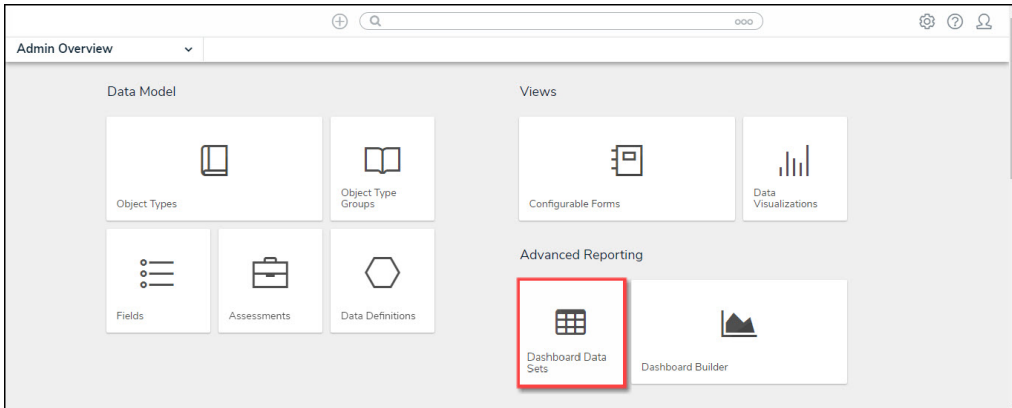 Admin Overview
Data Model
Object Types
Object Type
Groups
Fields
Assessments
Data Definitions
Views
Configurable Forms
Data
Visualizations
Advanced Reporting
Dashboard Data
Sets
Dashboard Builder